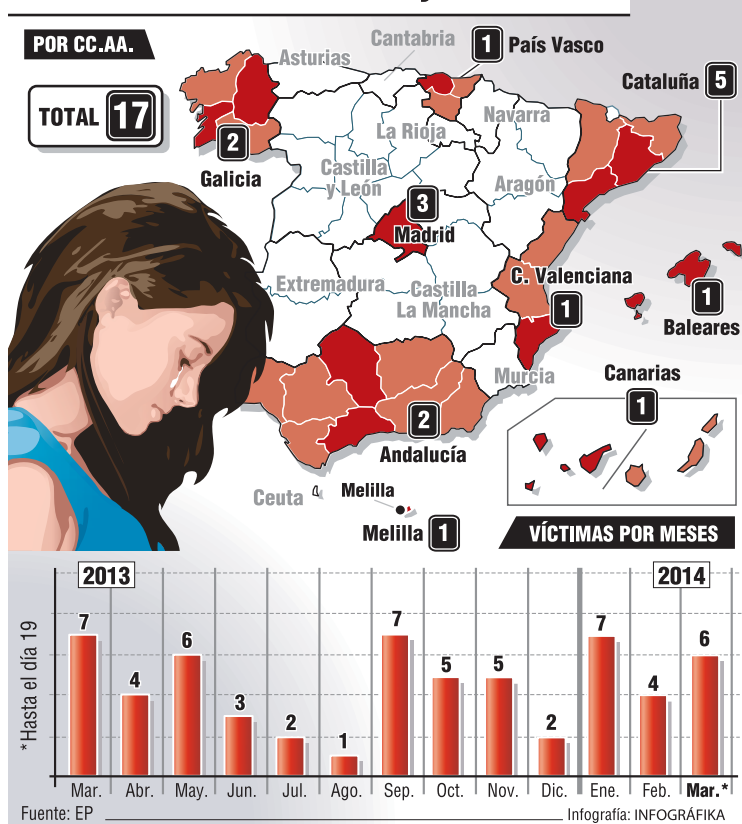 POR CC.AA.
TOTAL 17
Asturias
Cantabria
1 País Vasco
Cataluña 5
2
Galicia
La Rioja
Navarra
Castilla
y León
Aragón
3
Madrid
Extremadura
Castilla
La Mancha
C. Valenciana
1
1
Baleares
Murcia
Canarias
1
2
Andalucía
Ceuta
Melilla
Melilla 1
VÍCTIMAS POR MESES
2013
2014
7
4
6
3
2
1
7
5
5
2
7
4
6
*Hasta el día 19
Mar. Abr. May. Jun. Jul. Ago. Sep. Oct. Nov. Dic. Ene. Feb. Mar.*
Fuente: EP
Infografía: INFOGRÁFIKA